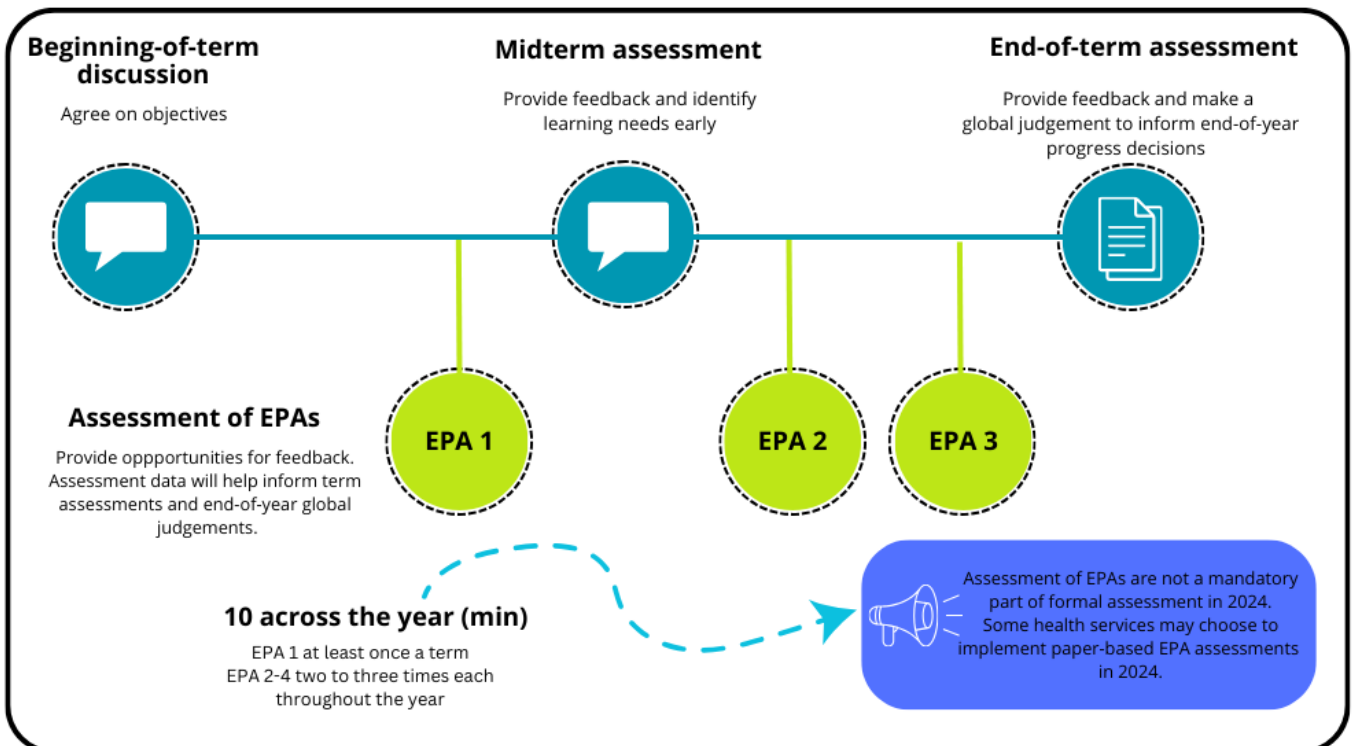 Beginning-of-term
discussion
Agree on objectives
Midterm assessment
Provide feedback and identify
learning needs early
End-of-term assessment
Provide feedback and make a
global judgement to inform end-of-year
progress decisions
Assessment of EPAs
Provide oppportunities for feedback.
Assessment data will help inform term
assessments and end-of-year global
judgements.
EPA 1
EPA 2
EPA 3
10 across the year (min)
EPA 1 at least once a term
EPA 2-4 two to three times each
throughout the year
Assessment of EPAs are not a mandatory
part of formal assessment in 2024.
Some health services may choose to
implement paper-based EPA assessments
in 2024.